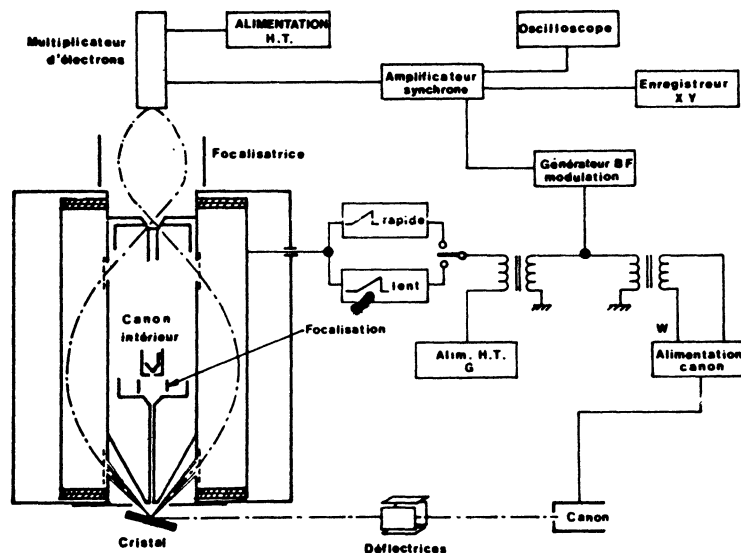 ALIMENTATION
H.T.
Multiplicateur
d'électrons
Oscilloscope
Amplificateur
synchrone
Enregistreur
X Y
Focalisatrice
Générateur BF
modulation
rapide
lent
Canon
intérieur
Focalisation
Alim. H.T.
G
W
Alimentation
canon
Canon
Cristal
Déflectrices